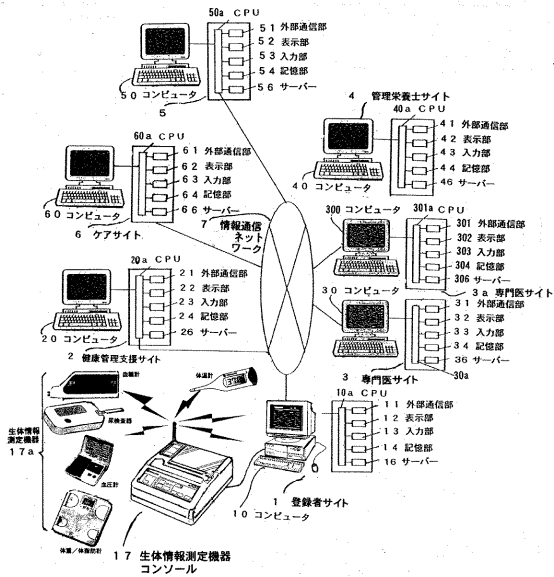 50a CPU
51 外部通信部
52 表示部
53 入力部
54 記憶部
56 サーバー
50 コンピュータ
5
4 管理栄養士サイト
40a CPU
41 外部通信部
42 表示部
43 入力部
44 記憶部
46 サーバー
40 コンピュータ
60a CPU
61 外部通信部
62 表示部
63 入力部
64 記憶部
66 サーバー
60 コンピュータ
6 ケアサイト
7 情報通信
ネット
ワーク
300 コンピュータ
301a CPU
301 外部通信部
302 表示部
303 入力部
304 記憶部
306 サーバー
3a 専門医サイト
20a CPU
21 外部通信部
22 表示部
23 入力部
24 記憶部
26 サーバー
20 コンピュータ
2 健康管理支援サイト
30 コンピュータ
31 外部通信部
32 表示部
33 入力部
34 記憶部
36 サーバー
3 専門医サイト
30a
血糖計
体温計
尿検査器
生体情報
測定機器
17a
血圧計
体重/体脂肪計
10a CPU
11 外部通信部
12 表示部
13 入力部
14 記憶部
16 サーバー
1 登録者サイト
10 コンピュータ
17 生体情報測定機器
コンソール